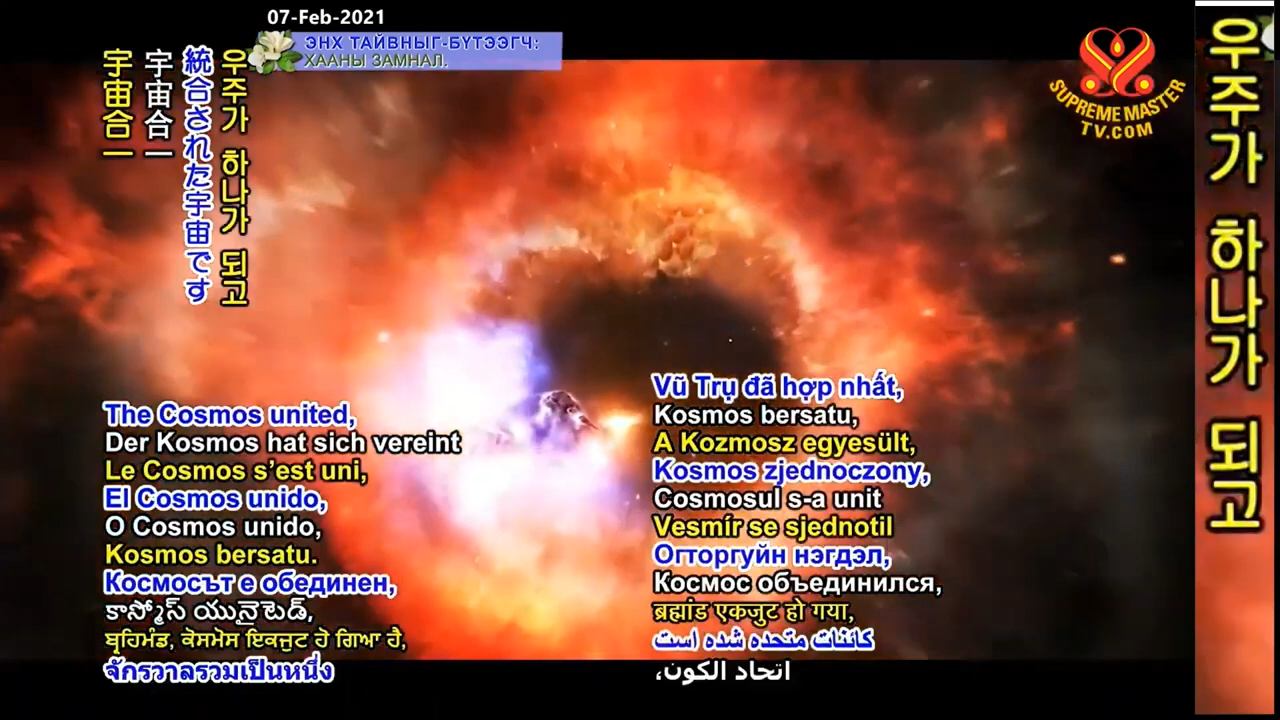 07-Feb-2021
ЭНХ ТАЙВНЫГ-БҮТЭЭГЧ:
ХААНЫ ЗАМНАЛ.
SUPREME MASTER
TV.COM
우주가 하나가 되고
統合された宇宙です
宇宙合一
宇宙合一
The Cosmos united,
Der Kosmos hat sich vereint
Le Cosmos s’est uni,
El Cosmos unido,
O Cosmos unido,
Kosmos bersatu.
Космосът е обединен,
కాస్మోస్ యునైటెడ్,
ਬ੍ਰਹਿਮੰਡ, ਕੋਸਮੋਸ ਇਕਜੁਟ ਹੋ ਗਿਆ ਹੈ,
จักรวาลรวมเป็นหนึ่ง
Vũ Trụ đã hợp nhất,
Kosmos bersatu,
A Kozmosz egyesült,
Kosmos zjednoczony,
Cosmosul s-a unit
Vesmír se sjednotil
Огторгуйн нэгдэл,
Космос объединился,
ब्रह्मांड एकजुट हो गया,
کائنات متحده شده است
اتحاد الكون،
우주가 하나가 되고